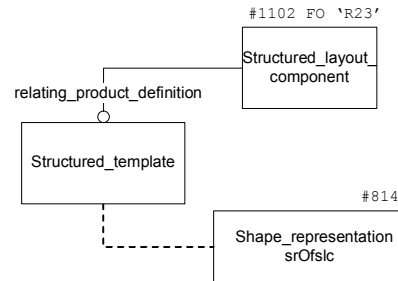 #1102 FO ‘R23’
Structured_layout_
component
relating_product_definition
Structured_template
#814
Shape_representation
srOfslc